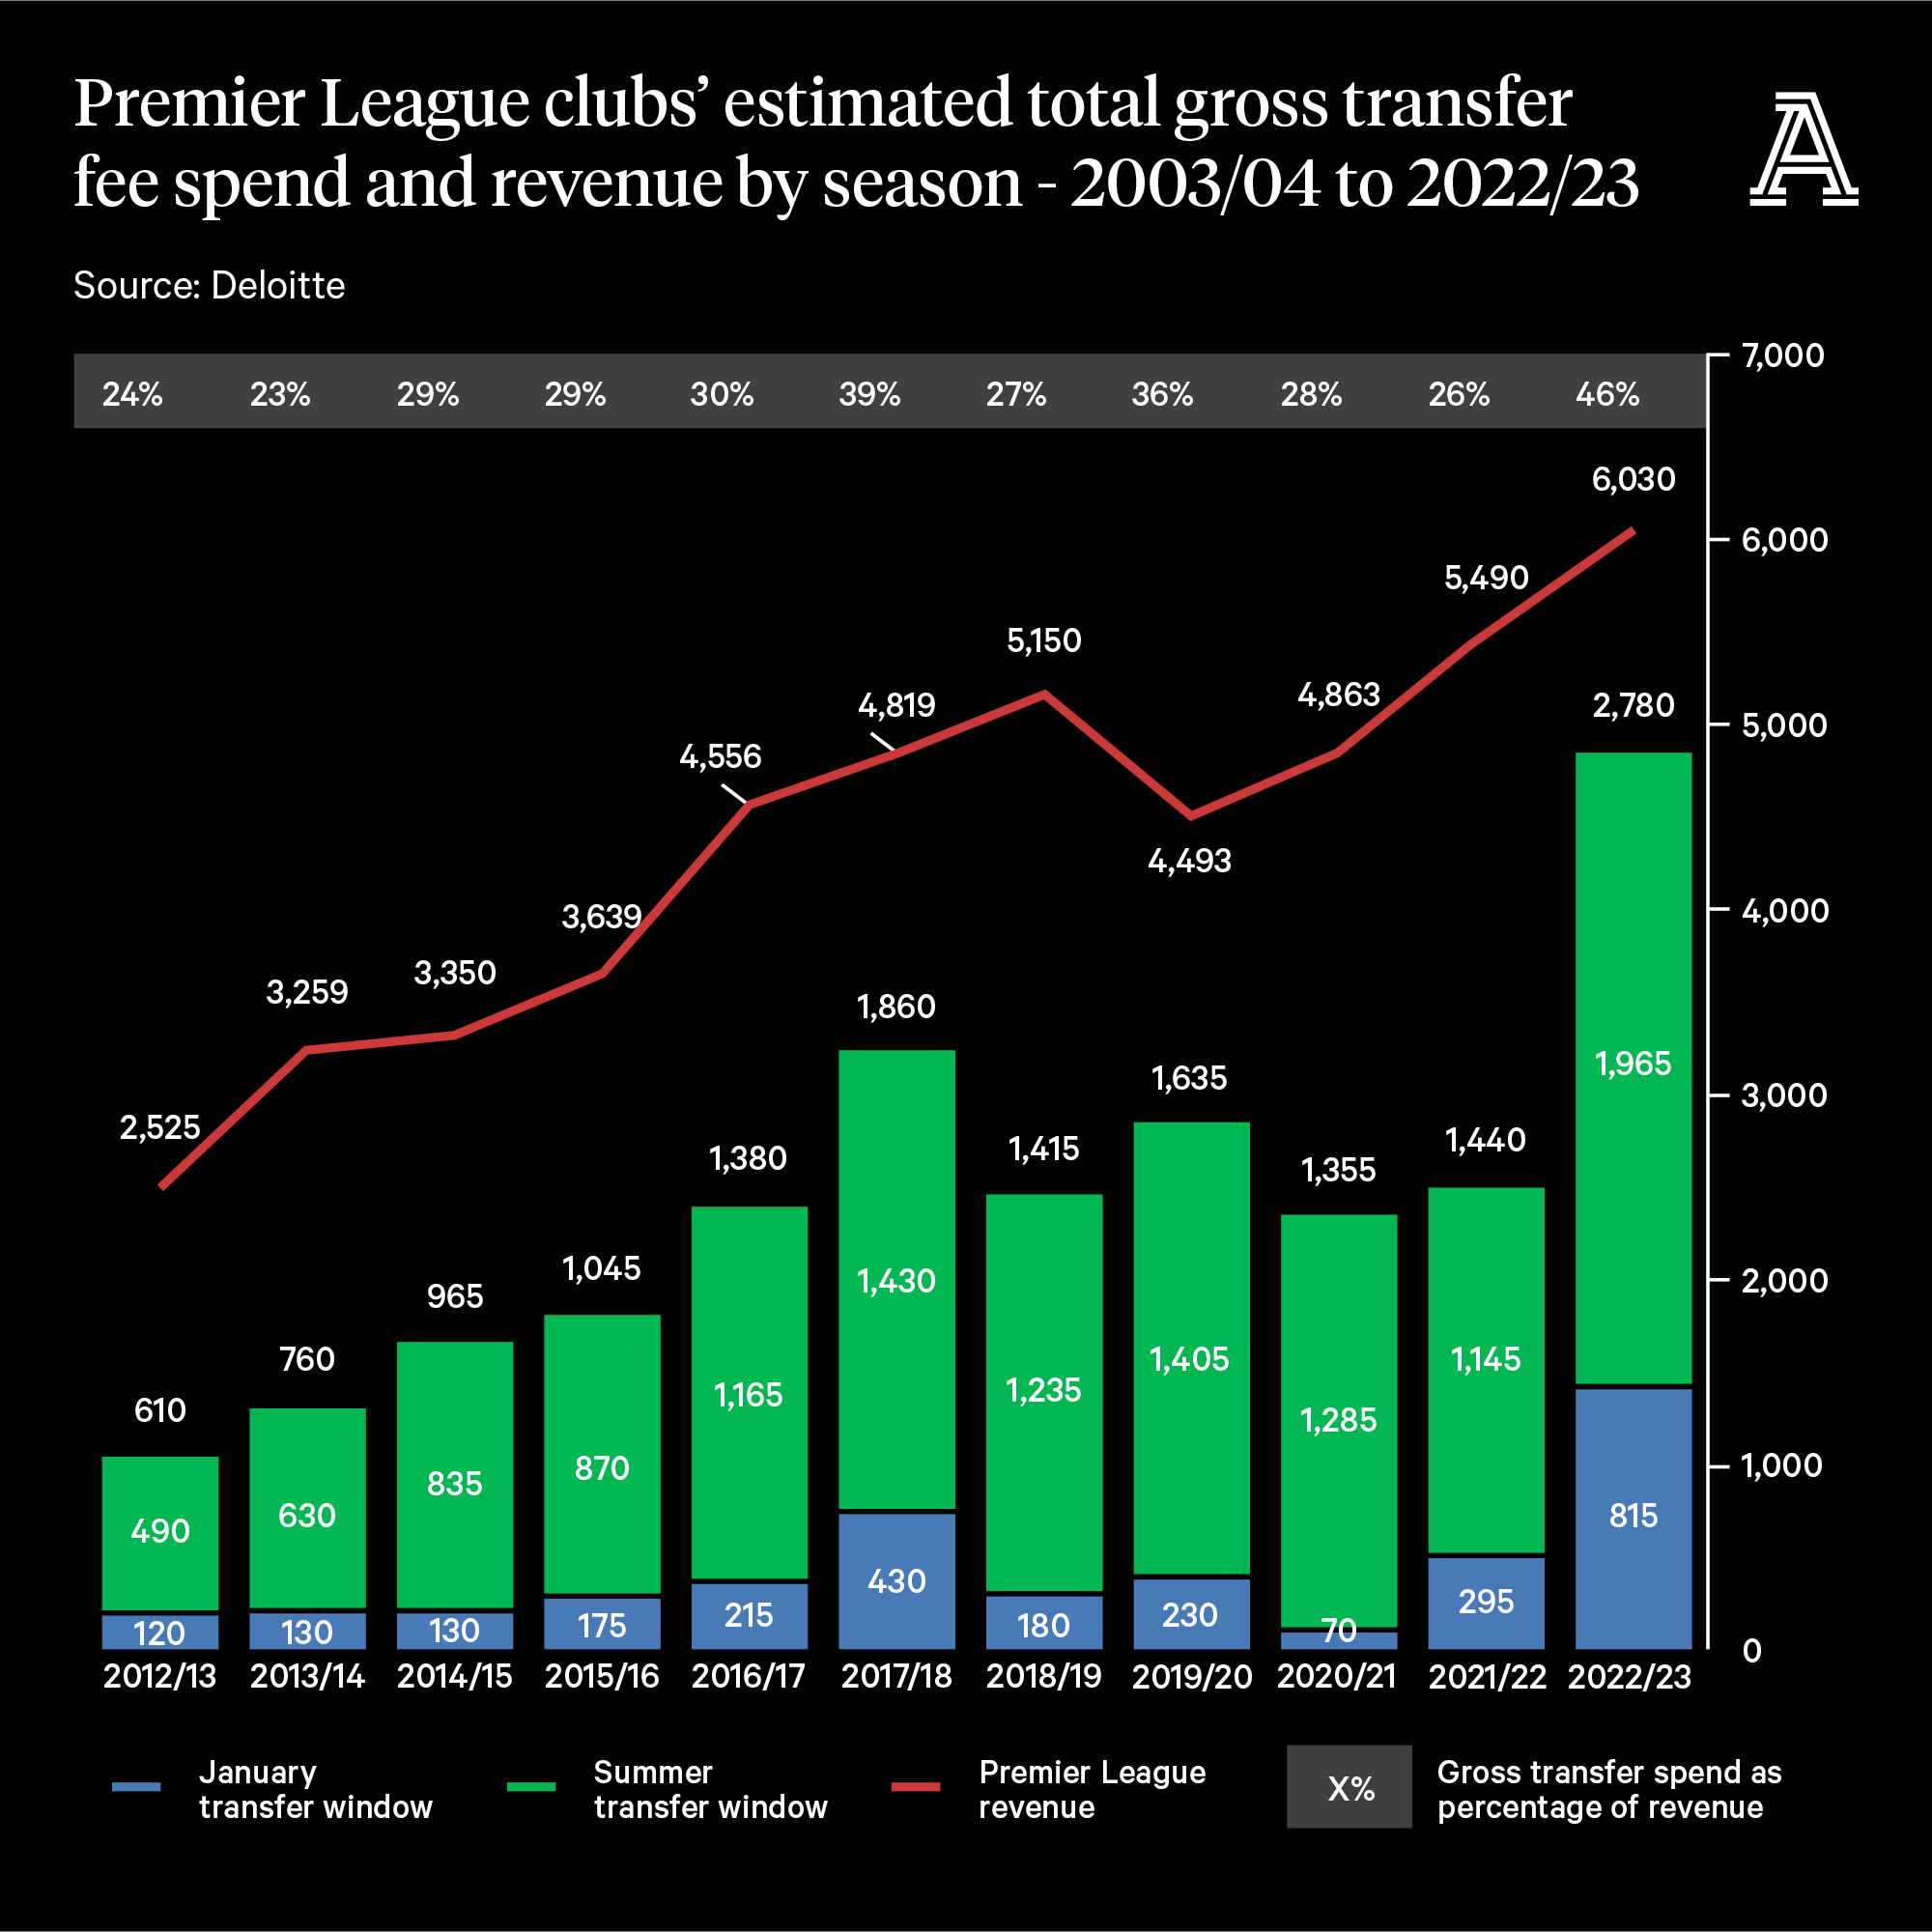 Premier League clubs’ estimated total gross transfer
fee spend and revenue by season - 2003/04 to 2022/23
A
Source: Deloitte
24% 23% 29% 29% 30% 39% 27% 36% 28% 26% 46%
7,000
6,000
5,000
4,000
3,000
2,000
1,000
0
2,525 3,259 3,350 3,639 4,556 4,819 5,150 4,493 4,863 5,490 6,030
610 760 965 1,045 1,380 1,860 1,415 1,635 1,355 1,440 2,780
490 630 835 870 1,165 1,430 1,235 1,405 1,285 1,145 1,965
120 130 130 175 215 430 180 230 70 295 815
2012/13 2013/14 2014/15 2015/16 2016/17 2017/18 2018/19 2019/20 2020/21 2021/22 2022/23
January
transfer window
Summer
transfer window
Premier League
revenue
X%
Gross transfer spend as
percentage of revenue